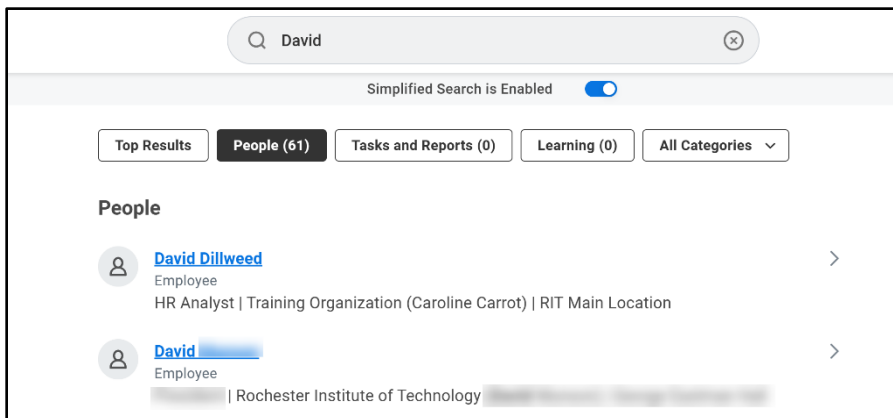 David
Simplified Search is Enabled
Top Results People (61) Tasks and Reports (0) Learning (0) All Categories
People
David Dillweed
Employee
HR Analyst | Training Organization (Caroline Carrot) | RIT Main Location
David
Employee
| Rochester Institute of Technology